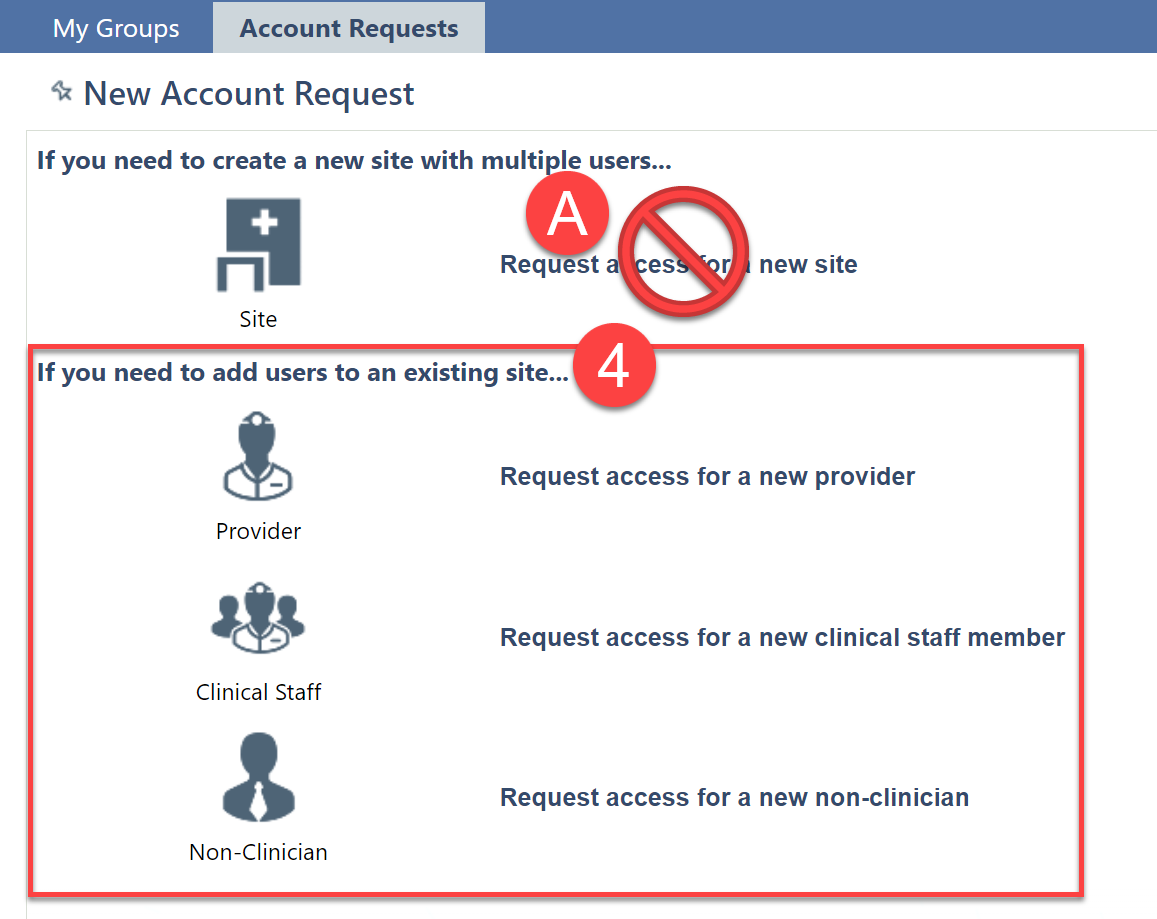 My Groups
Account Requests
New Account Request
If you need to create a new site with multiple users...
A
Request access for a new site
Site
If you need to add users to an existing site...
4
Request access for a new provider
Provider
Request access for a new clinical staff member
Clinical Staff
Request access for a new non-clinician
Non-Clinician